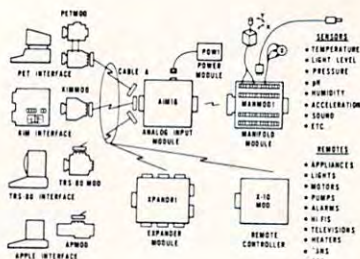 PETMOD
PET INTERFACE
KIMMOD
KIM INTERFACE
TRS-80 MOD
TRS-80 INTERFACE
APMOD
APPLE INTERFACE
CABLE A
POW1
POWER
MODULE
AIM16
ANALOG INPUT
MODULE
MANMOD1
MANIFOLD
MODULE
XPANDR1
EXPANDER
MODULE
X-10
MOD
REMOTE
CONTROLLER
SENSORS
• TEMPERATURE
• LIGHT LEVEL
• PRESSURE
• pH
• HUMIDITY
• ACCELERATION
• SOUND
• ETC.
REMOTES
• APPLIANCES
• LIGHTS
• MOTORS
• PUMPS
• ALARMS
• HI FIS
• TELEVISIONS
• HEATERS